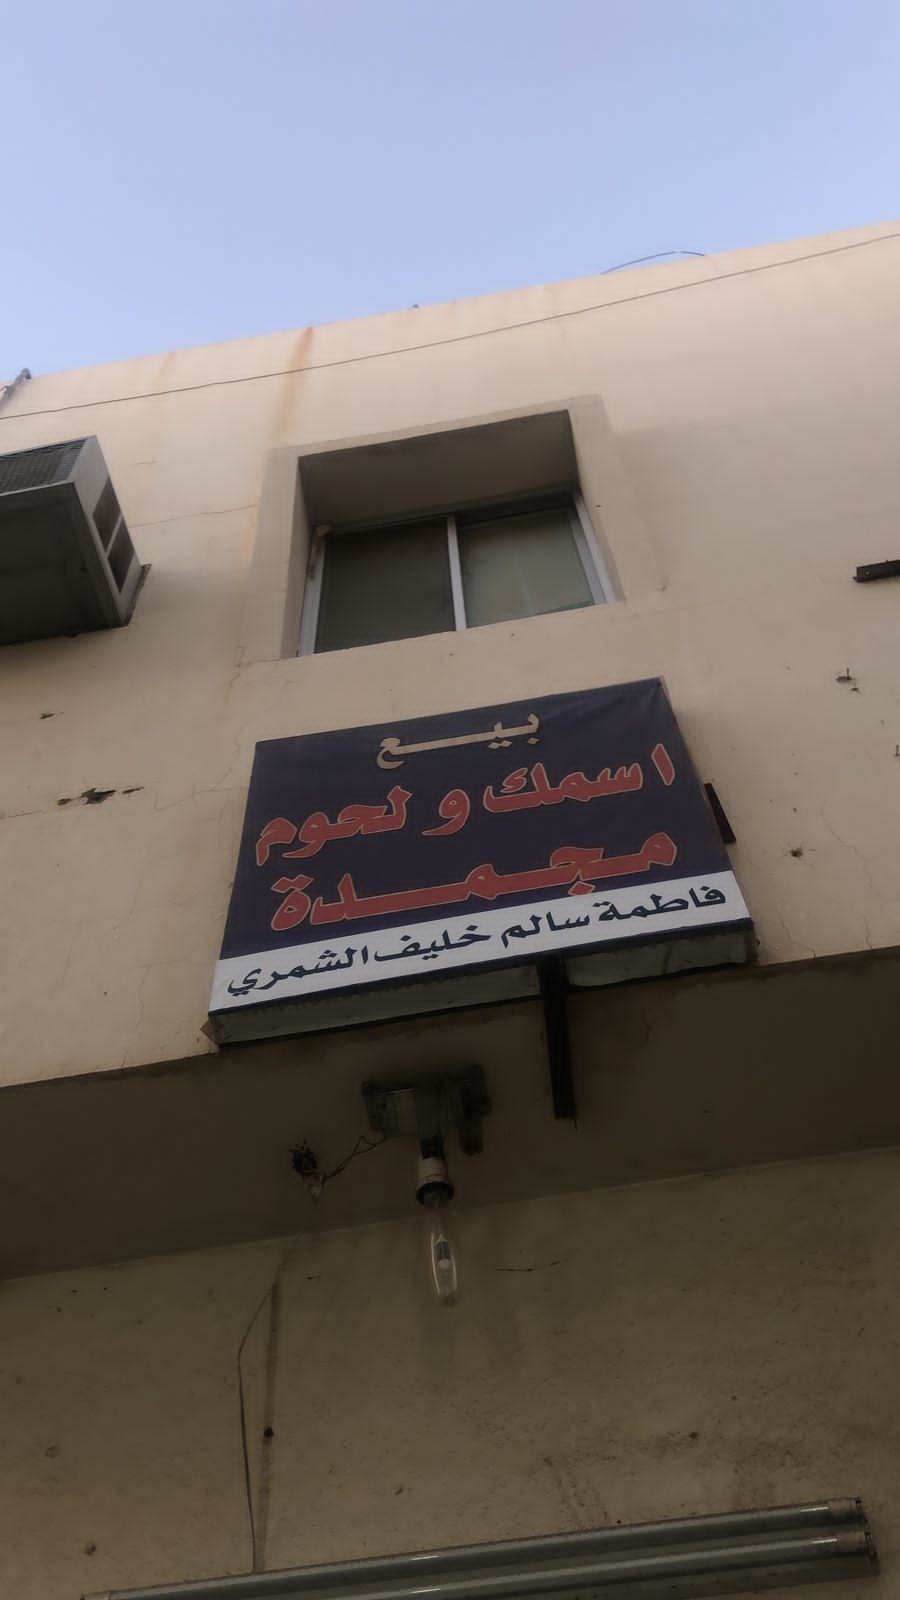 بيع
اسمك و لحوم
مجمدة
فاطمة سالم خليف الشمري